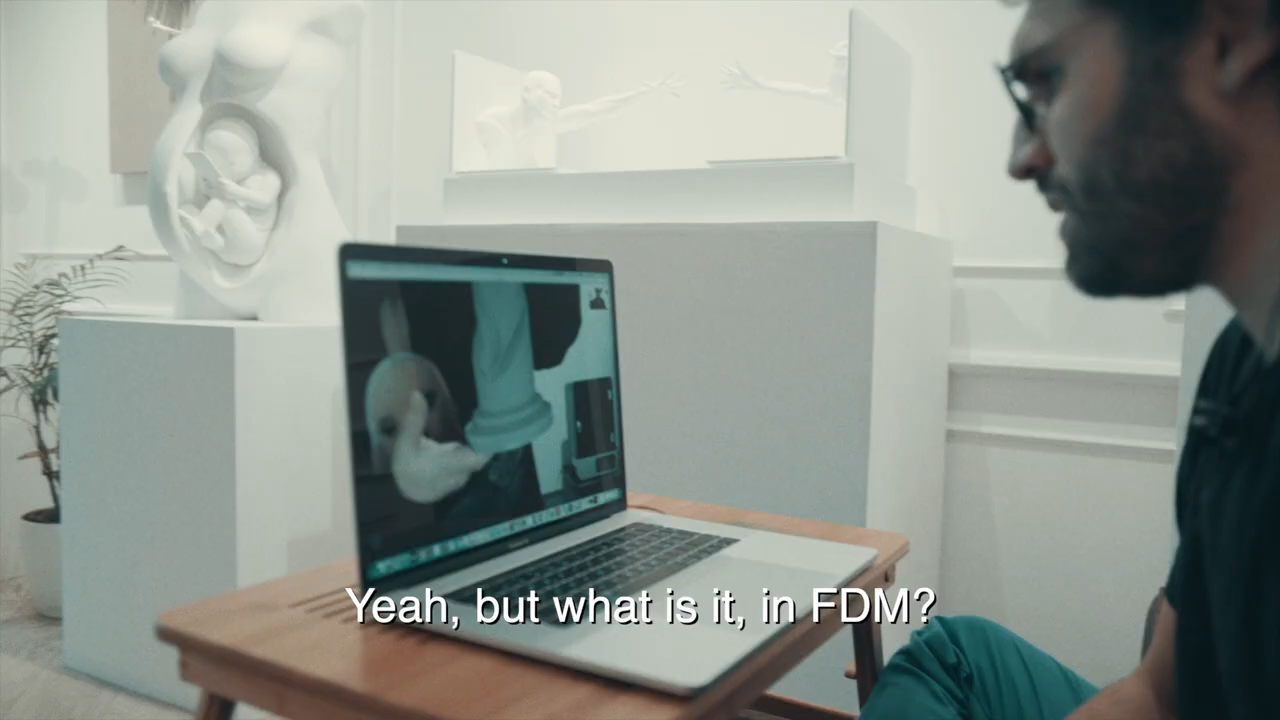 Yeah, but what is it, in FDM?